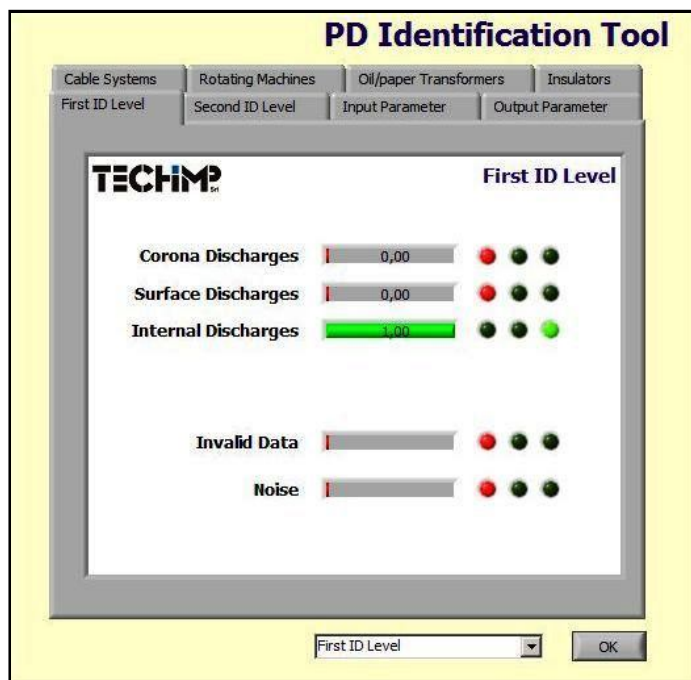 PD Identification Tool
Cable Systems Rotating Machines Oil/paper Transformers Insulators
First ID Level Second ID Level Input Parameter Output Parameter
TECHIMP Srl First ID Level
Corona Discharges 0,00
Surface Discharges 0,00
Internal Discharges 1,00
Invalid Data
Noise
First ID Level OK